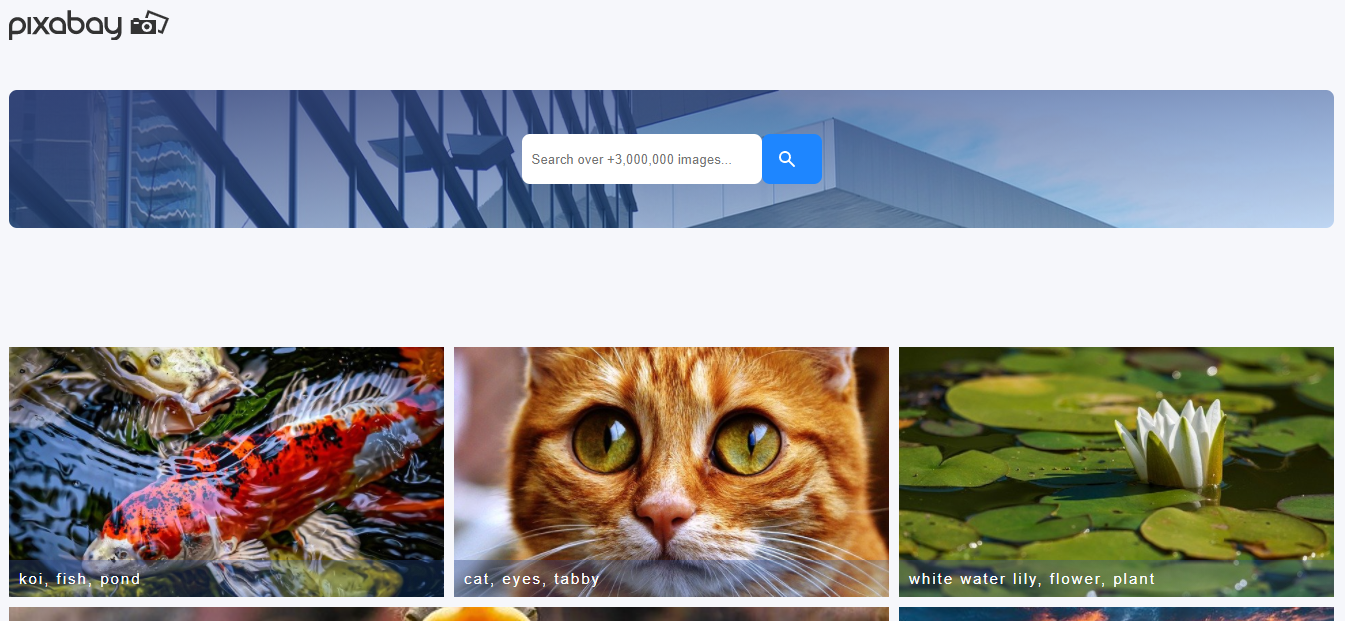 pixabay
Search over +3,000,000 images...
koi, fish, pond
cat, eyes, tabby
white water lily, flower, plant